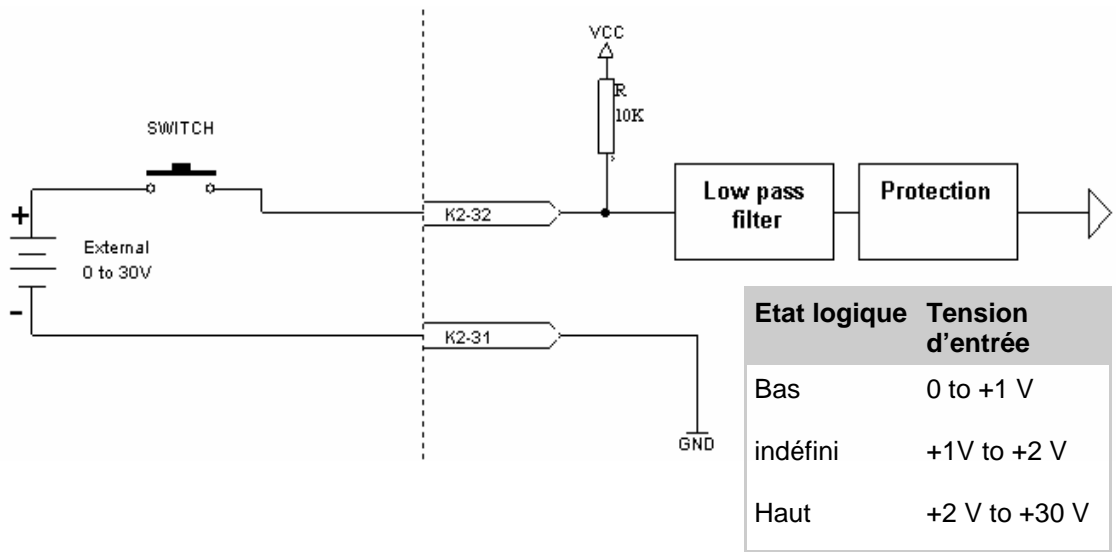 VCC
R
10K
SWITCH
+
External
0 to 30V
-
K2-32
Low pass
filter
Protection
K2-31
GND
Etat logique Tension
d'entrée
Bas 0 to +1 V
indéfini +1V to +2 V
Haut +2 V to +30 V